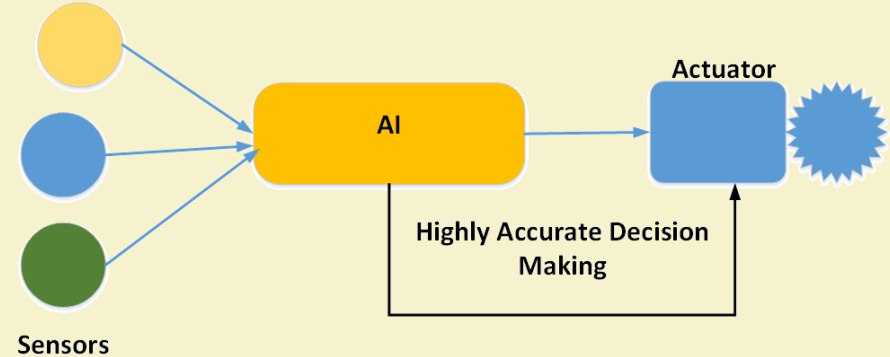 Actuator
AI
Highly Accurate Decision
Making
Sensors